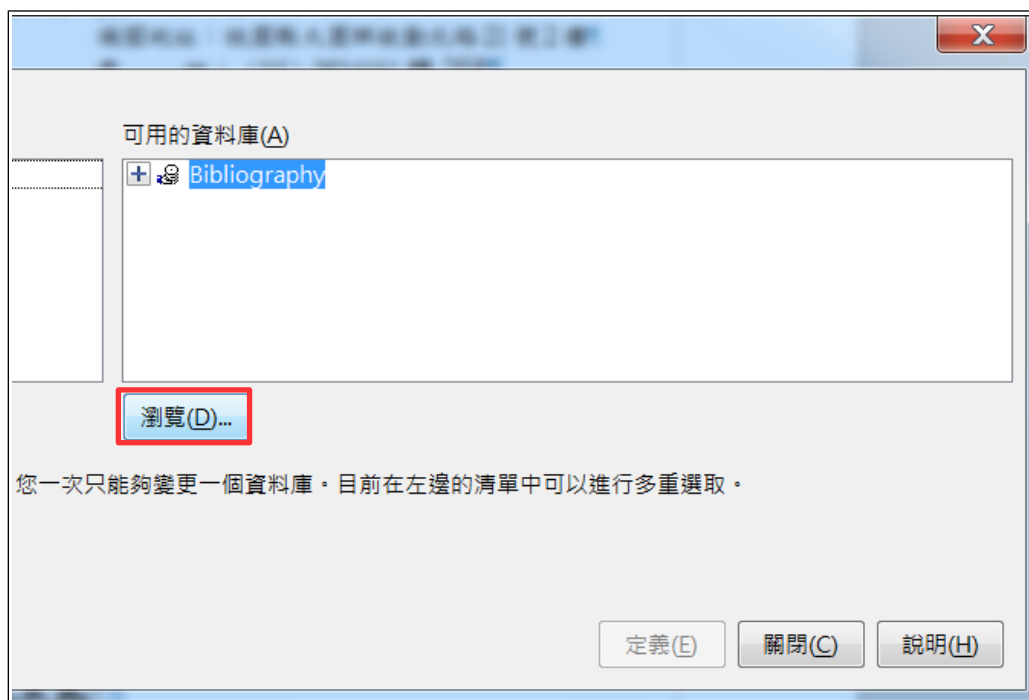 可用的資料庫(A)
Bibliography
瀏覽(D)...
您一次只能夠變更一個資料庫。目前在左邊的清單中可以進行多重選取。
定義(E) 關閉(C) 說明(H)